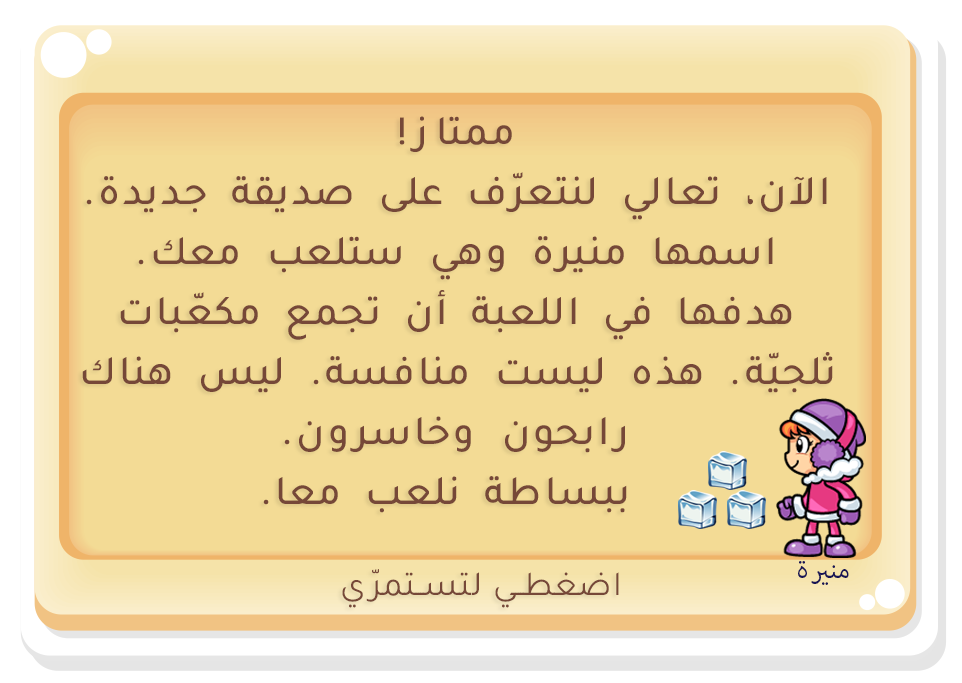 ممتاز!
الآن، تعالي لنتعرّف على صديقة جديدة.
اسمها منيرة وهي ستلعب معك.
هدفها في اللعبة أن تجمع مكعّبات
ثلجيّة. هذه ليست منافسة. ليس هناك
رابحون وخاسرون.
ببساطة نلعب معا.
منيرة
اضغطي لتستمرّي